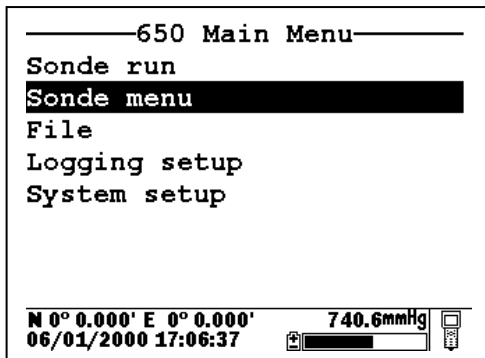 650 Main Menu
Sonde run
Sonde menu
File
Logging setup
System setup
N 0° 0.000' E 0° 0.000' 740.6mmHg
06/01/2000 17:06:37